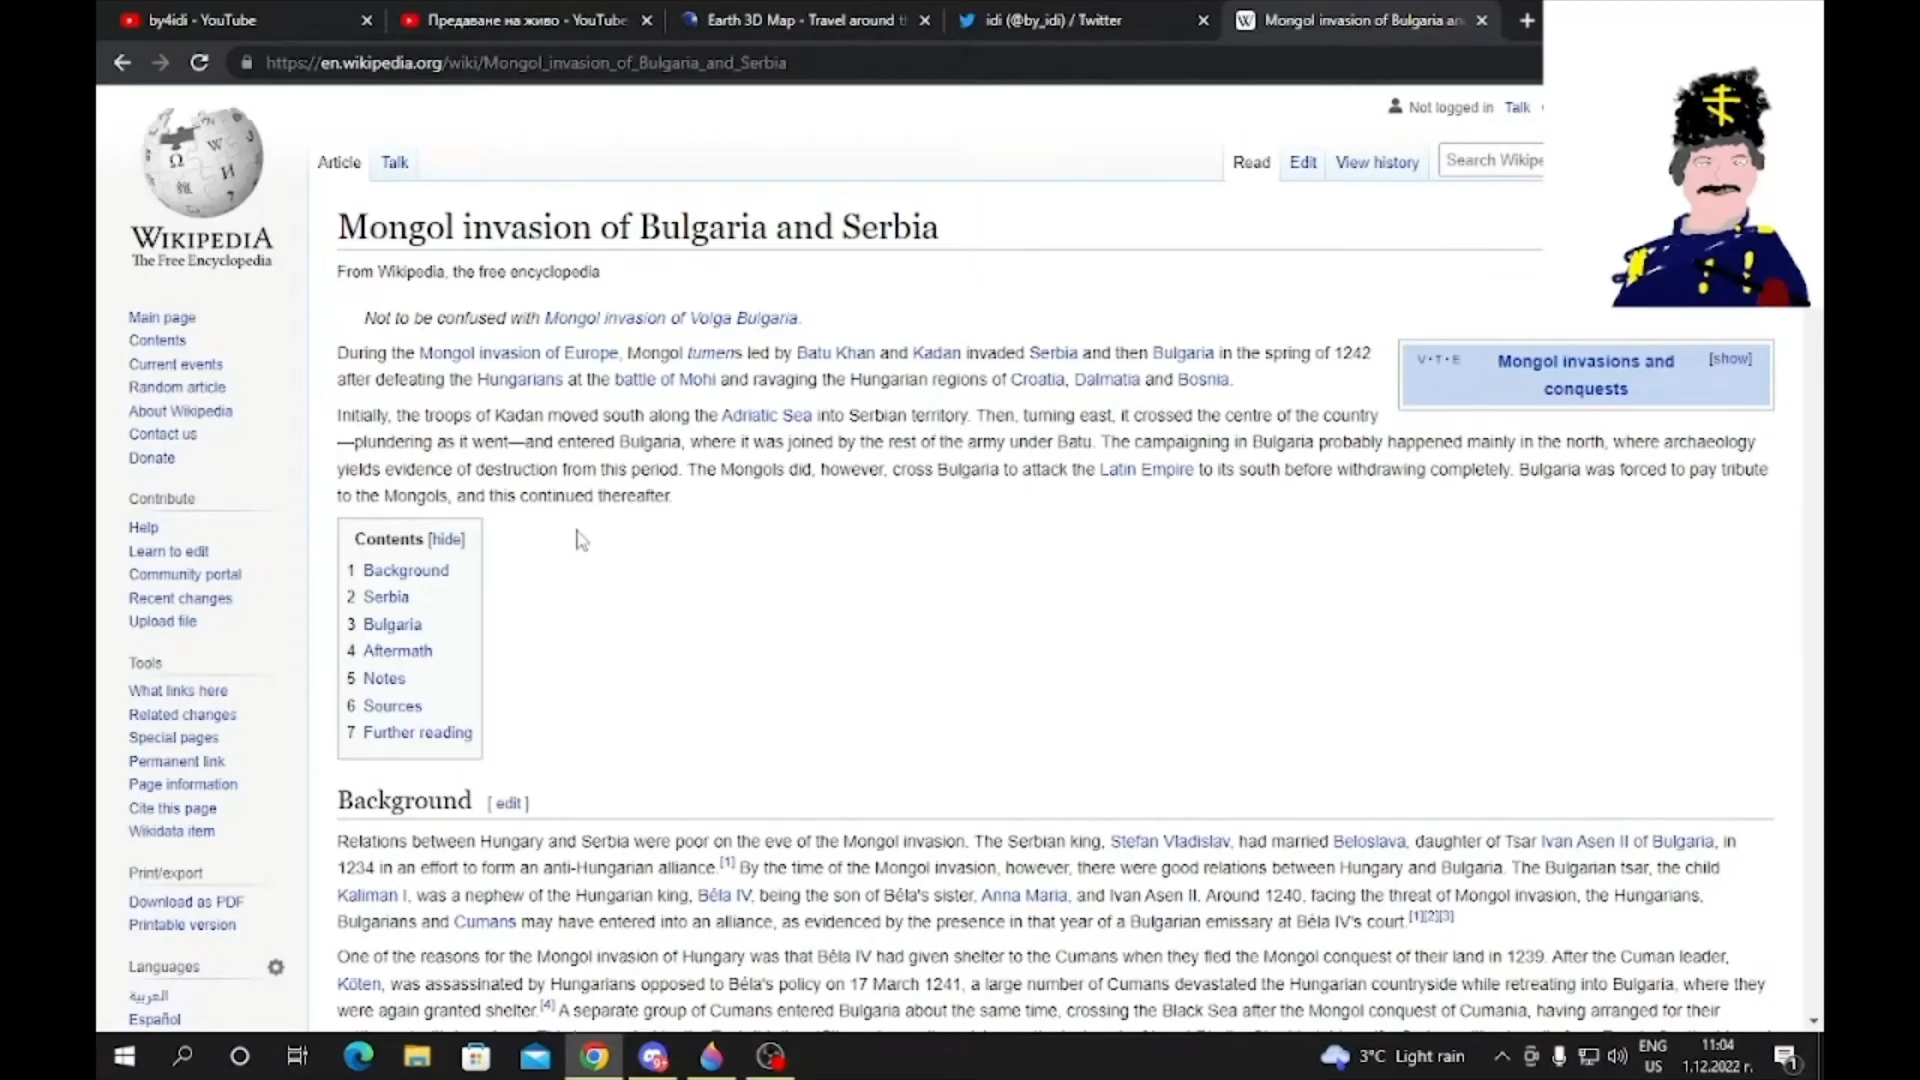 by4idi - YouTube
Предаване на живо - YouTube
Earth 3D Map - Travel around t
idi (@by_idi) / Twitter
Mongol invasion of Bulgaria an
https://en.wikipedia.org/wiki/Mongol_invasion_of_Bulgaria_and_Serbia
Not logged in Talk
Article Talk
Read Edit View history Search Wikipe
WIKIPEDIA
The Free Encyclopedia
Main page
Contents
Current events
Random article
About Wikipedia
Contact us
Donate
Contribute
Help
Learn to edit
Community portal
Recent changes
Upload file
Tools
What links here
Related changes
Special pages
Permanent link
Page information
Cite this page
Wikidata item
Print/export
Download as PDF
Printable version
Languages
العربية
Español
Mongol invasion of Bulgaria and Serbia
From Wikipedia, the free encyclopedia
Not to be confused with Mongol invasion of Volga Bulgaria.
During the Mongol invasion of Europe, Mongol tumens led by Batu Khan and Kadan invaded Serbia and then Bulgaria in the spring of 1242
after defeating the Hungarians at the battle of Mohi and ravaging the Hungarian regions of Croatia, Dalmatia and Bosnia.
V·T·E Mongol invasions and [show]
conquests
Initially, the troops of Kadan moved south along the Adriatic Sea into Serbian territory. Then, turning east, it crossed the centre of the country
—plundering as it went—and entered Bulgaria, where it was joined by the rest of the army under Batu. The campaigning in Bulgaria probably happened mainly in the north, where archaeology
yields evidence of destruction from this period. The Mongols did, however, cross Bulgaria to attack the Latin Empire to its south before withdrawing completely. Bulgaria was forced to pay tribute
to the Mongols, and this continued thereafter.
Contents [hide]
1 Background
2 Serbia
3 Bulgaria
4 Aftermath
5 Notes
6 Sources
7 Further reading
Background [ edit ]
Relations between Hungary and Serbia were poor on the eve of the Mongol invasion. The Serbian king, Stefan Vladislav, had married Beloslava, daughter of Tsar Ivan Asen II of Bulgaria, in
1234 in an effort to form an anti-Hungarian alliance.[1] By the time of the Mongol invasion, however, there were good relations between Hungary and Bulgaria. The Bulgarian tsar, the child
Kaliman I, was a nephew of the Hungarian king, Béla IV, being the son of Béla's sister, Anna Maria, and Ivan Asen II. Around 1240, facing the threat of Mongol invasion, the Hungarians,
Bulgarians and Cumans may have entered into an alliance, as evidenced by the presence in that year of a Bulgarian emissary at Béla IV's court.[1][2][3]
One of the reasons for the Mongol invasion of Hungary was that Béla IV had given shelter to the Cumans when they fled the Mongol conquest of their land in 1239. After the Cuman leader,
Köten, was assassinated by Hungarians opposed to Béla's policy on 17 March 1241, a large number of Cumans devastated the Hungarian countryside while retreating into Bulgaria, where they
were again granted shelter.[4] A separate group of Cumans entered Bulgaria about the same time, crossing the Black Sea after the Mongol conquest of Cumania, having arranged for their
3°C Light rain
ENG
US
11:04
1.12.2022 г.
1